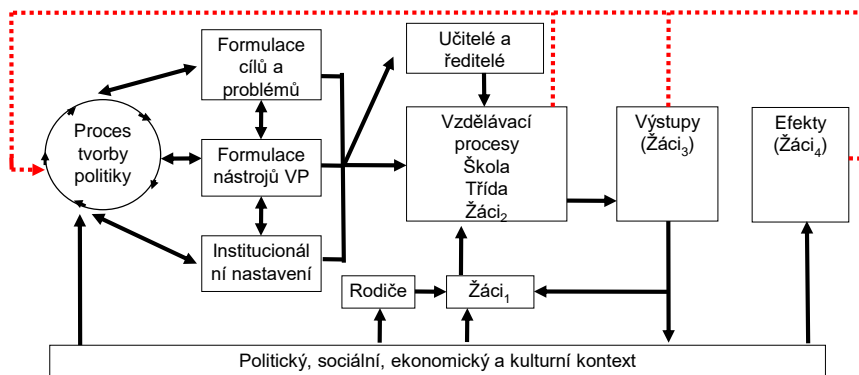 Formulace
cílů a
problémů
Učitelé a
ředitelé
Proces
tvorby
politiky
Formulace
nástrojů VP
Vzdělávací
procesy
Škola
Třída
Žáci2
Výstupy
(Žáci3)
Efekty
(Žáci4)
Institucionál
ní nastavení
Rodiče
Žáci1
Politický, sociální, ekonomický a kulturní kontext